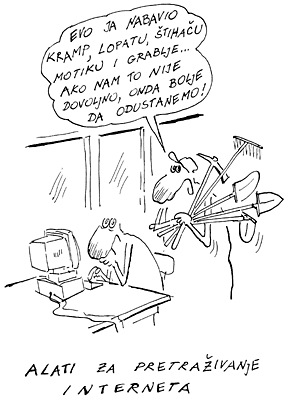 EVO JA NABAVIO
KRAMP, LOPATU, ŠTIHAČU
MOTIKU I GRABLJE...
AKO NAM TO NIJE
DOVOLJNO, ONDA BOLJE
DA ODUSTANEMO!
ALATI ZA PRETRAŽIVANJE
INTERNETA